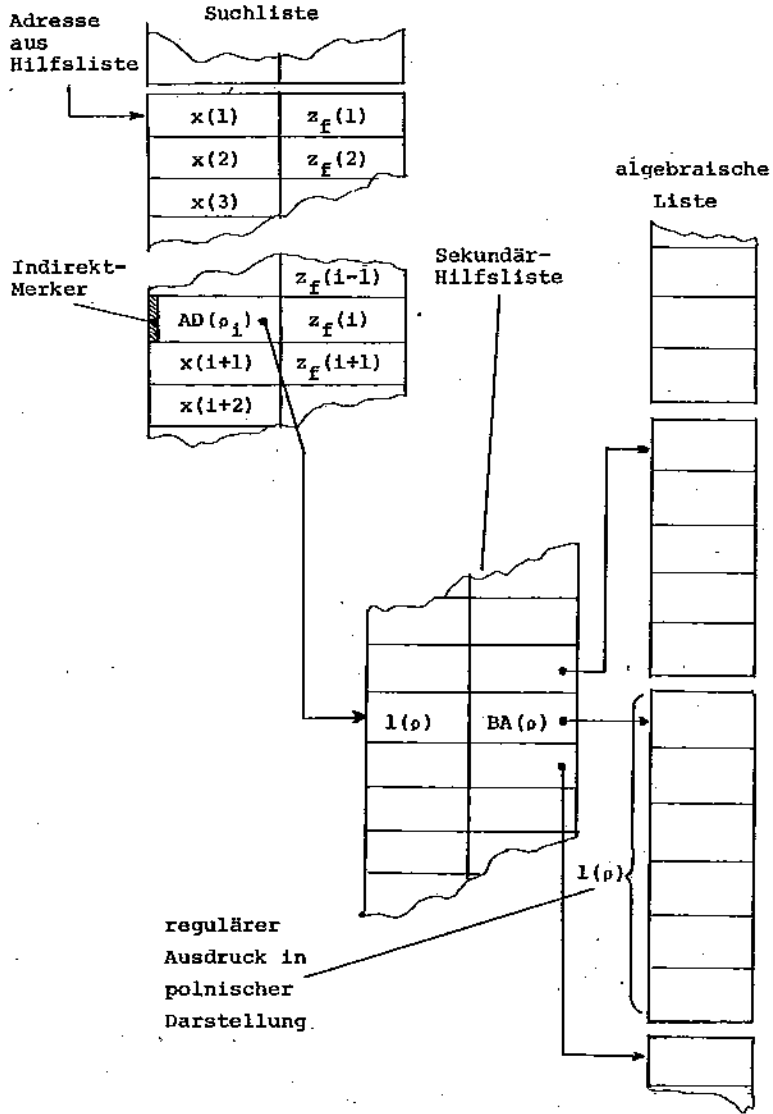 Adresse
aus
Hilfsliste
Suchliste
x(1) z_f(1)
x(2) z_f(2)
x(3)
Indirekt-
Merker
z_f(i-1)
AD(ρ_i) z_f(i)
x(i+1) z_f(i+1)
x(i+2)
Sekundär-
Hilfsliste
algebraische
Liste
l(ρ) BA(ρ)
l(ρ)
regulärer
Ausdruck in
polnischer
Darstellung